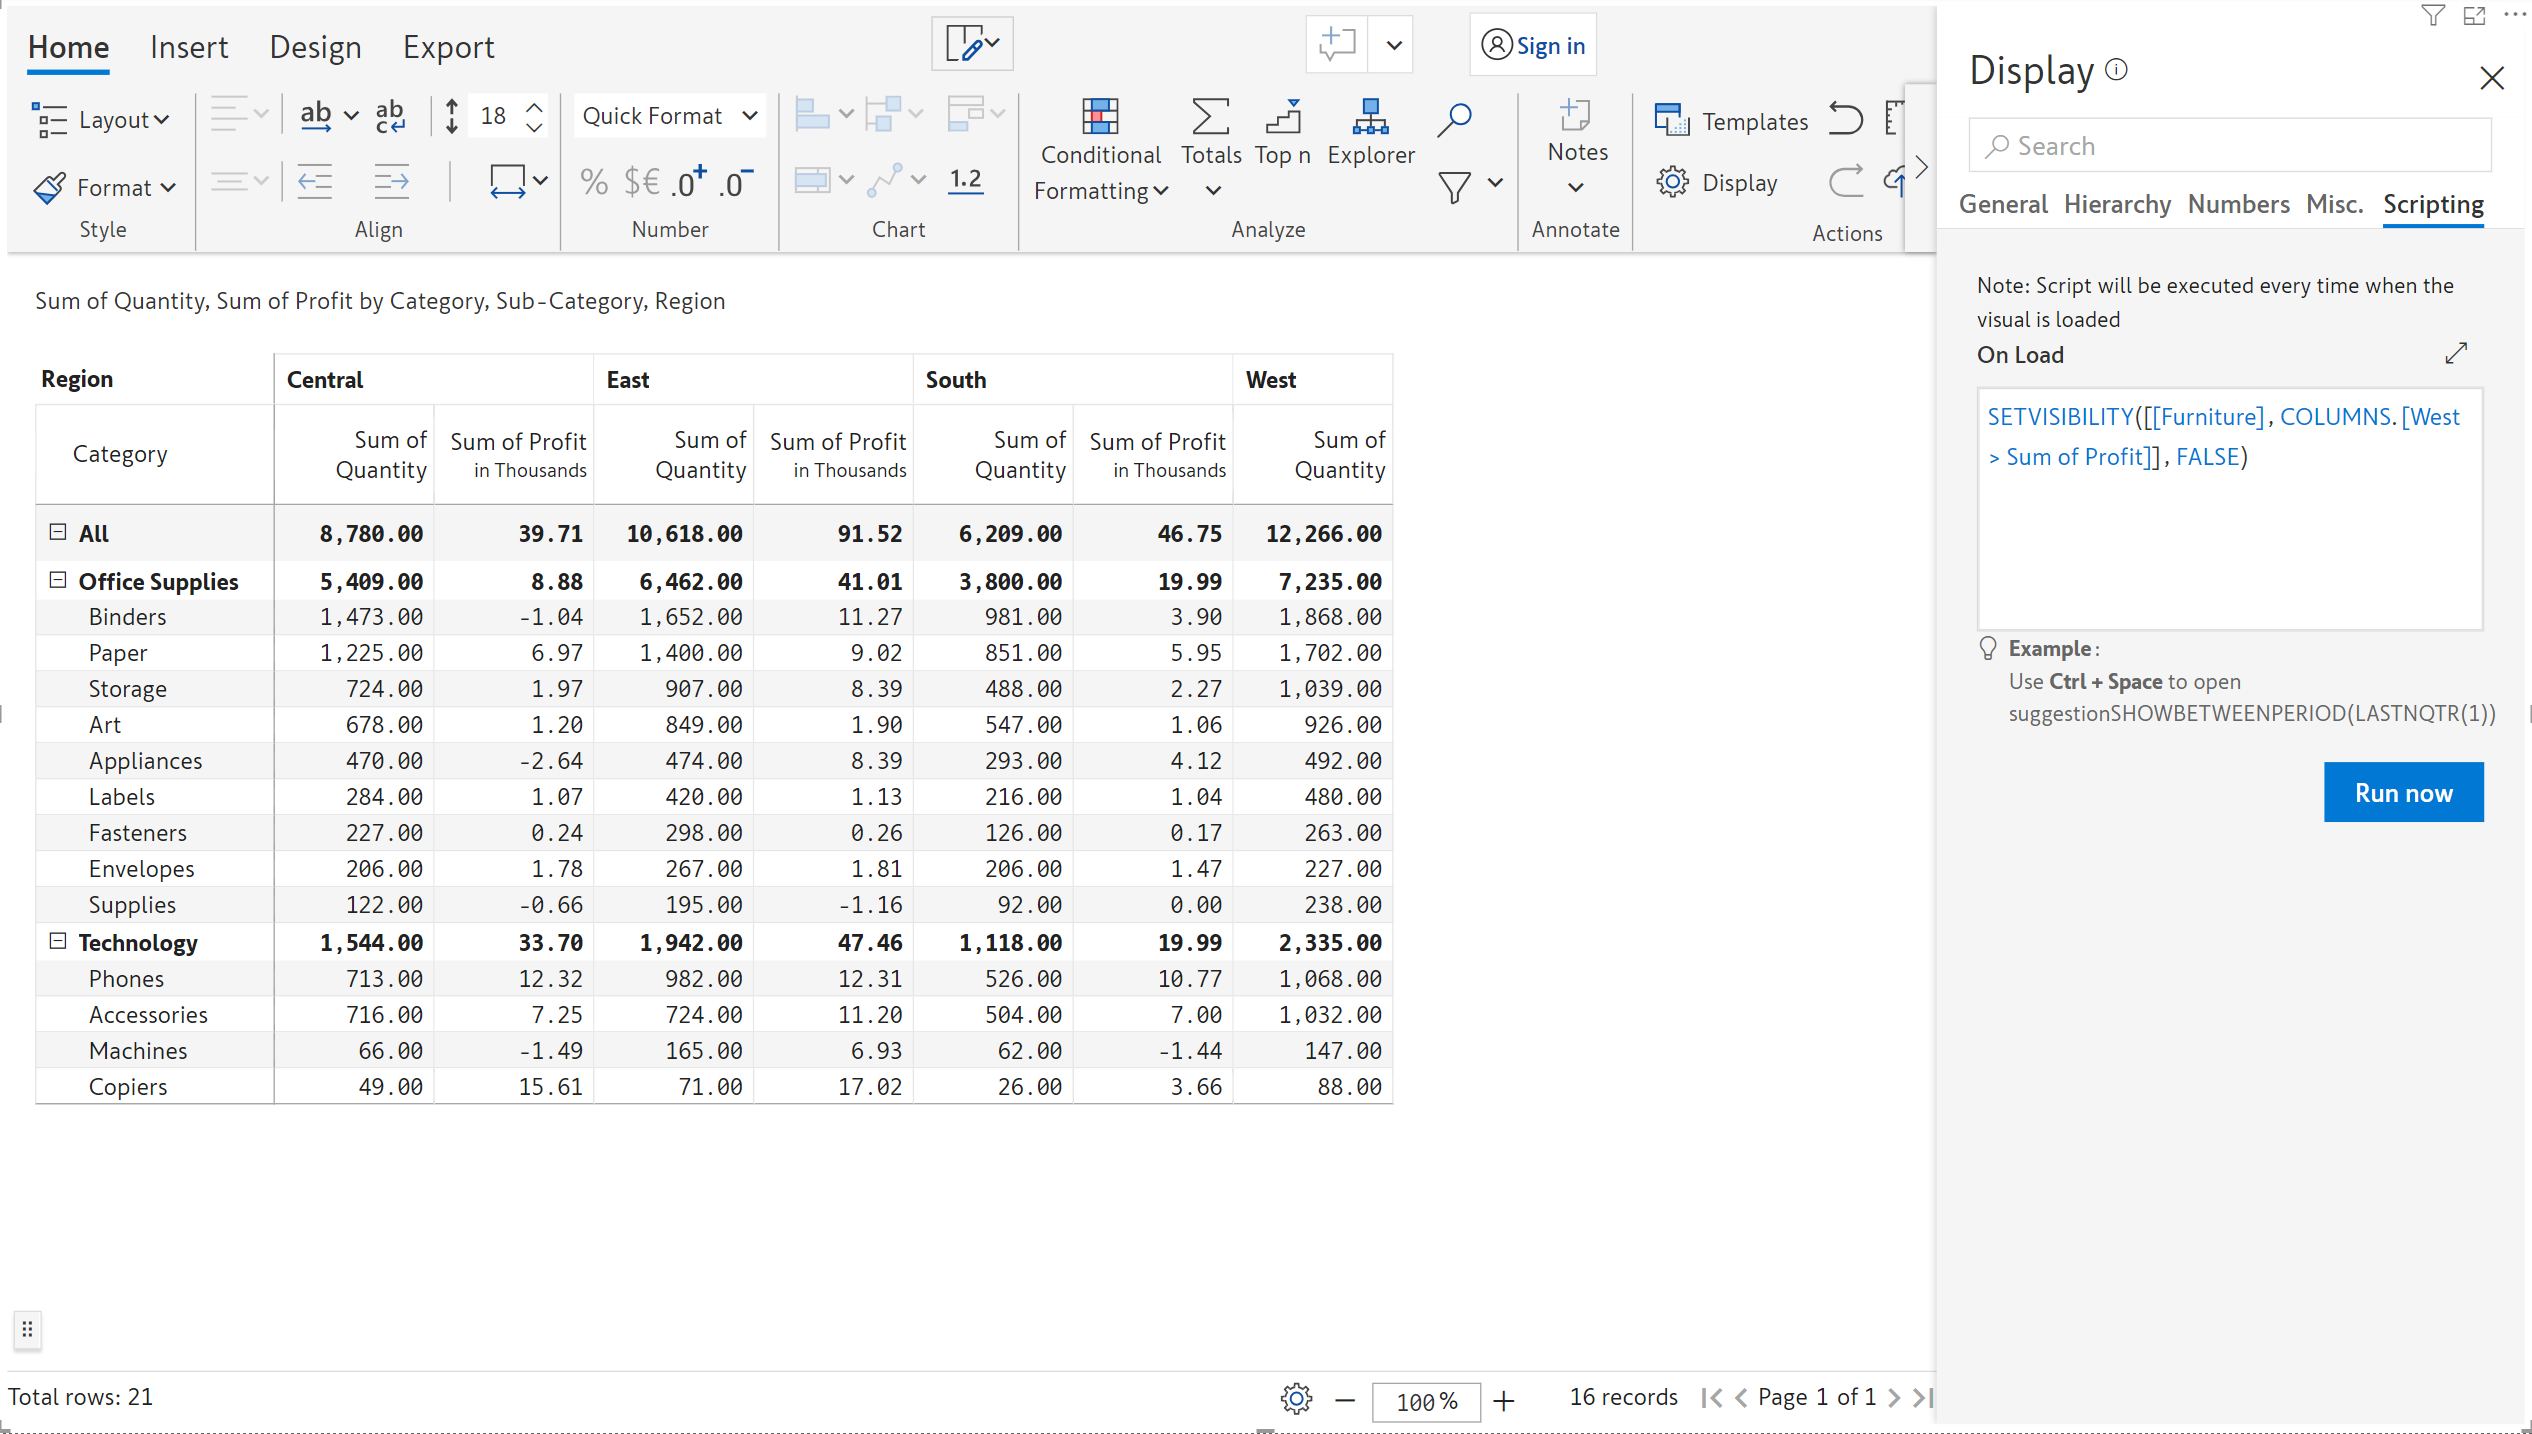 Home Insert Design Export
Sign in
Layout
Format
Style
ab
ab
c
18
Align
Quick Format
% $€ .0+ .0-
Number
1.2
Chart
Conditional
Formatting
Totals
Top n
Explorer
Analyze
Notes
Annotate
Templates
Display
Actions
Sum of Quantity, Sum of Profit by Category, Sub-Category, Region
Region Central East South West
Category Sum of Quantity Sum of Profit in Thousands Sum of Quantity Sum of Profit in Thousands Sum of Quantity Sum of Profit in Thousands Sum of Quantity
All 8,780.00 39.71 10,618.00 91.52 6,209.00 46.75 12,266.00
Office Supplies 5,409.00 8.88 6,462.00 41.01 3,800.00 19.99 7,235.00
Binders 1,473.00 -1.04 1,652.00 11.27 981.00 3.90 1,868.00
Paper 1,225.00 6.97 1,400.00 9.02 851.00 5.95 1,702.00
Storage 724.00 1.97 907.00 8.39 488.00 2.27 1,039.00
Art 678.00 1.20 849.00 1.90 547.00 1.06 926.00
Appliances 470.00 -2.64 474.00 8.39 293.00 4.12 492.00
Labels 284.00 1.07 420.00 1.13 216.00 1.04 480.00
Fasteners 227.00 0.24 298.00 0.26 126.00 0.17 263.00
Envelopes 206.00 1.78 267.00 1.81 206.00 1.47 227.00
Supplies 122.00 -0.66 195.00 -1.16 92.00 0.00 238.00
Technology 1,544.00 33.70 1,942.00 47.46 1,118.00 19.99 2,335.00
Phones 713.00 12.32 982.00 12.31 526.00 10.77 1,068.00
Accessories 716.00 7.25 724.00 11.20 504.00 7.00 1,032.00
Machines 66.00 -1.49 165.00 6.93 62.00 -1.44 147.00
Copiers 49.00 15.61 71.00 17.02 26.00 3.66 88.00
Total rows: 21
100 %
16 records
Page 1 of 1
Display
Search
General Hierarchy Numbers Misc. Scripting
Note: Script will be executed every time when the
visual is loaded
On Load
SETVISIBILITY([[Furniture], COLUMNS.[West
> Sum of Profit]], FALSE)
Example:
Use Ctrl + Space to open
suggestionSHOWBETWEENPERIOD(LASTNQTR(1))
Run now